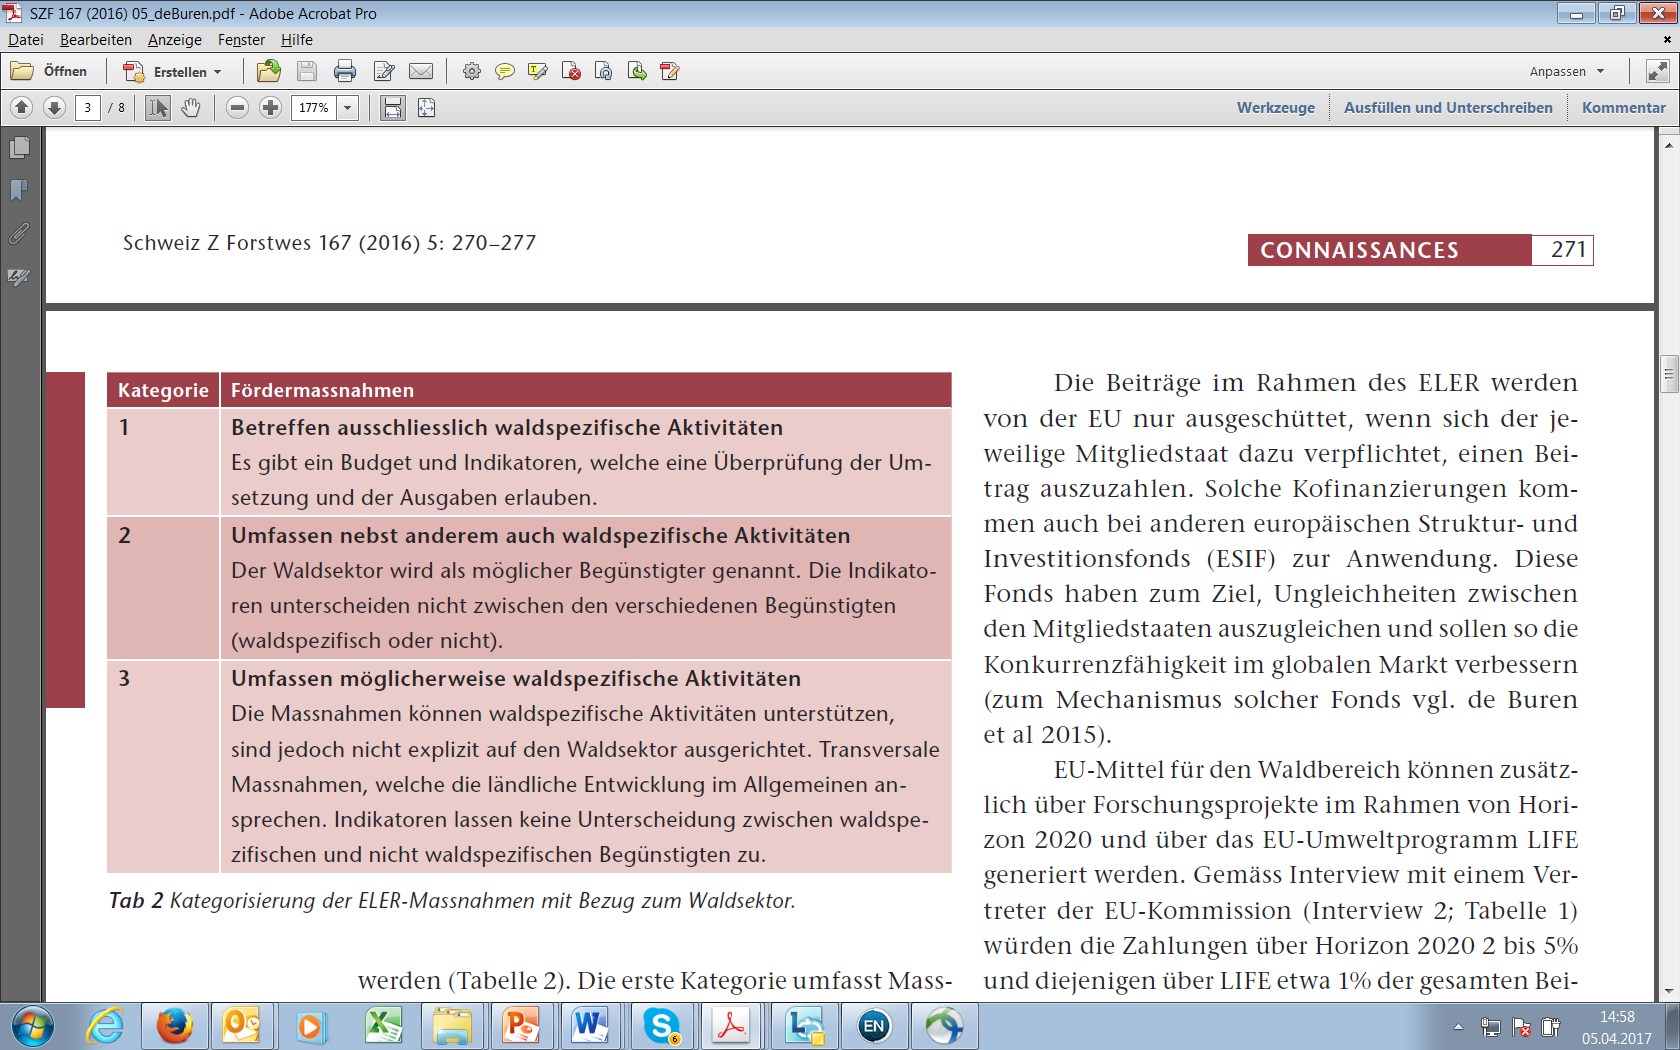 SZF 167 (2016) 05_deBuren.pdf - Adobe Acrobat Pro
Datei Bearbeiten Anzeige Fenster Hilfe
Öffnen Erstellen Anpassen
3 / 8 177% Werkzeuge Ausfüllen und Unterschreiben Kommentar
Schweiz Z Forstwes 167 (2016) 5: 270–277
CONNAISSANCES 271
Kategorie Fördermassnahmen
1 Betreffen ausschliesslich waldspezifische Aktivitäten
Es gibt ein Budget und Indikatoren, welche eine Überprüfung der Um-
setzung und der Ausgaben erlauben.
2 Umfassen nebst anderem auch waldspezifische Aktivitäten
Der Waldsektor wird als möglicher Begünstigter genannt. Die Indikato-
ren unterscheiden nicht zwischen den verschiedenen Begünstigten
(waldspezifisch oder nicht).
3 Umfassen möglicherweise waldspezifische Aktivitäten
Die Massnahmen können waldspezifische Aktivitäten unterstützen,
sind jedoch nicht explizit auf den Waldsektor ausgerichtet. Transversale
Massnahmen, welche die ländliche Entwicklung im Allgemeinen an-
sprechen. Indikatoren lassen keine Unterscheidung zwischen waldspe-
zifischen und nicht waldspezifischen Begünstigten zu.
Tab 2 Kategorisierung der ELER-Massnahmen mit Bezug zum Waldsektor.
werden (Tabelle 2). Die erste Kategorie umfasst Mass-
Die Beiträge im Rahmen des ELER werden
von der EU nur ausgeschüttet, wenn sich der je-
weilige Mitgliedstaat dazu verpflichtet, einen Bei-
trag auszuzahlen. Solche Kofinanzierungen kom-
men auch bei anderen europäischen Struktur- und
Investitionsfonds (ESIF) zur Anwendung. Diese
Fonds haben zum Ziel, Ungleichheiten zwischen
den Mitgliedstaaten auszugleichen und sollen so die
Konkurrenzfähigkeit im globalen Markt verbessern
(zum Mechanismus solcher Fonds vgl. de Buren
et al 2015).
EU-Mittel für den Waldbereich können zusätz-
lich über Forschungsprojekte im Rahmen von Hori-
zon 2020 und über das EU-Umweltprogramm LIFE
generiert werden. Gemäss Interview mit einem Ver-
treter der EU-Kommission (Interview 2; Tabelle 1)
würden die Zahlungen über Horizon 2020 2 bis 5%
und diejenigen über LIFE etwa 1% der gesamten Bei-
6
EN
14:58
05.04.2017